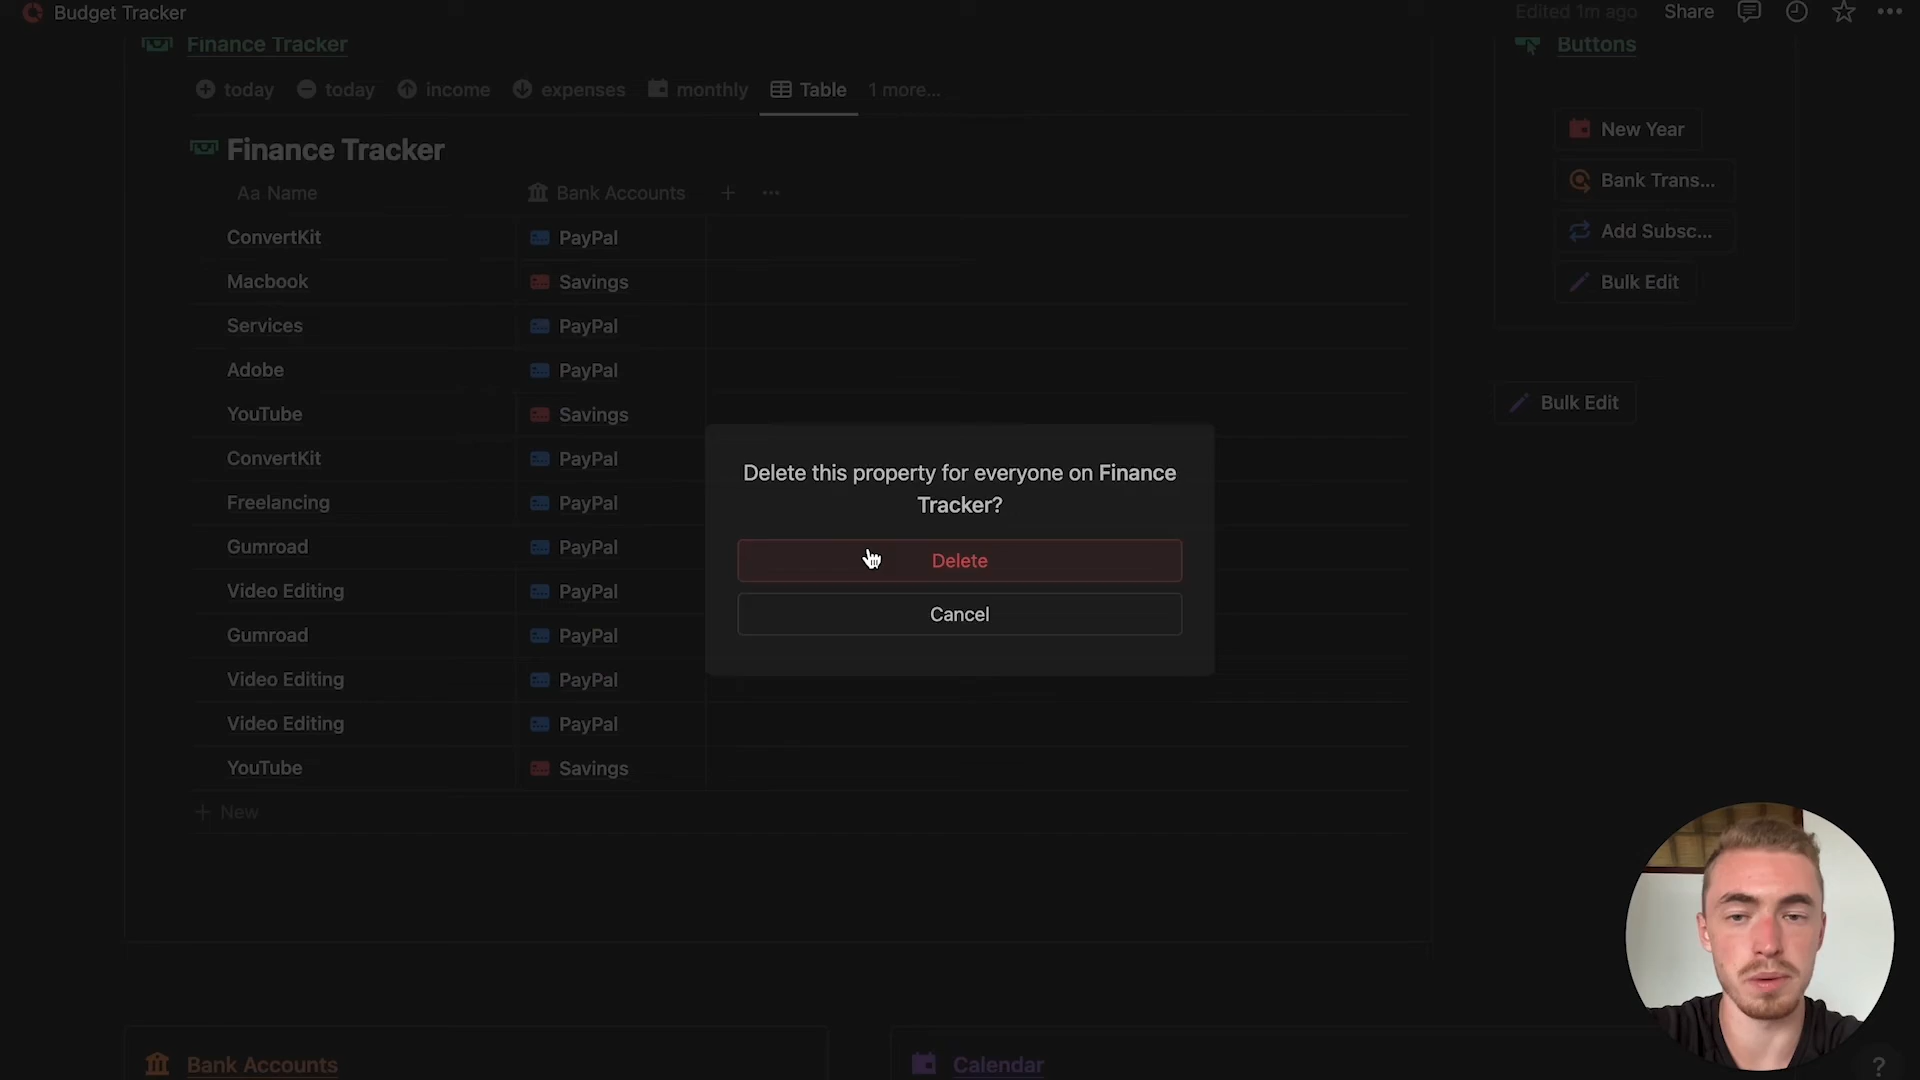 Budget Tracker
Edited 1m ago
Share
Finance Tracker
Buttons
today
today
income
expenses
monthly
Table
1 more...
New Year
Finance Tracker
Bank Trans...
Aa Name
Bank Accounts
Add Subsc...
ConvertKit
PayPal
Macbook
Savings
Bulk Edit
Services
PayPal
Adobe
PayPal
Bulk Edit
YouTube
Savings
ConvertKit
PayPal
Delete this property for everyone on Finance
Tracker?
Freelancing
PayPal
Gumroad
PayPal
Delete
Video Editing
PayPal
Cancel
Gumroad
PayPal
Video Editing
PayPal
Video Editing
PayPal
YouTube
Savings
+ New
Bank Accounts
Calendar
?